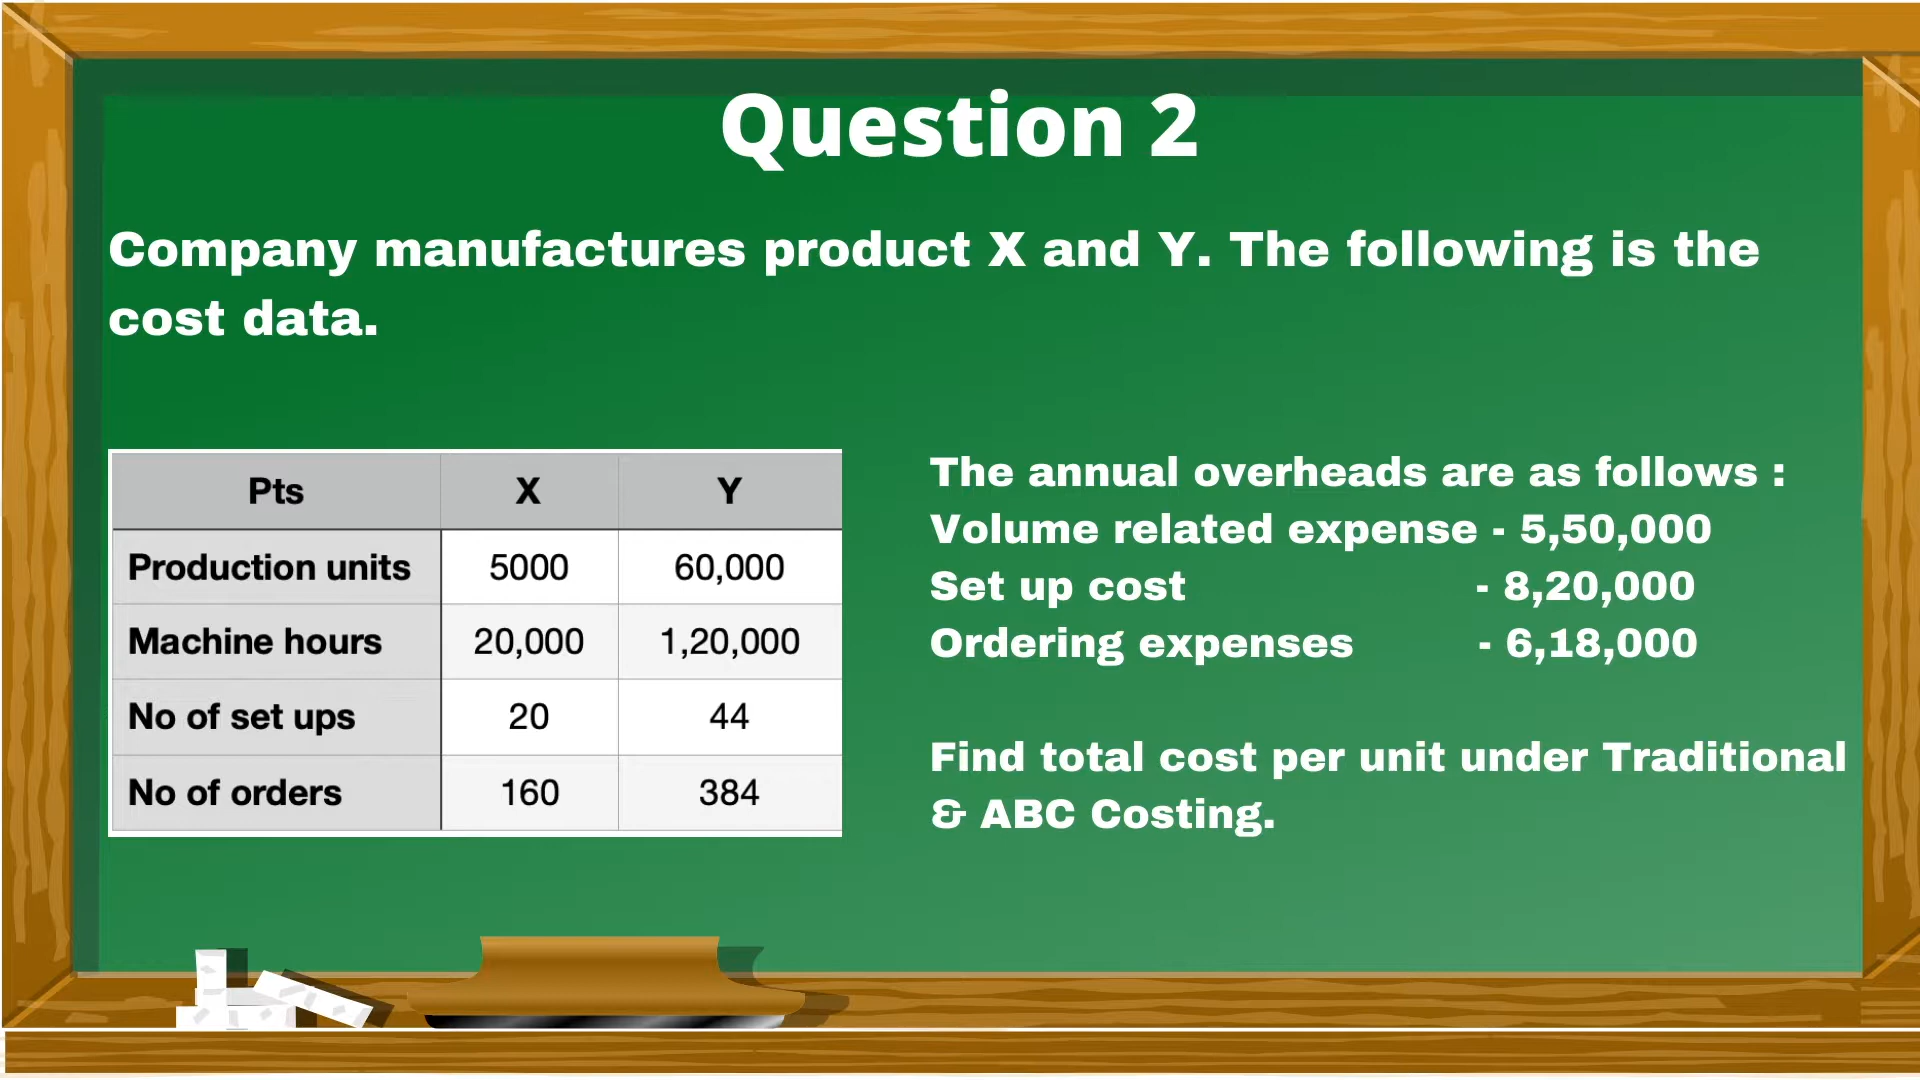 Question 2
Company manufactures product X and Y. The following is the
cost data.
Pts X Y
Production units 5000 60,000
Machine hours 20,000 1,20,000
No of set ups 20 44
No of orders 160 384
The annual overheads are as follows :
Volume related expense - 5,50,000
Set up cost - 8,20,000
Ordering expenses - 6,18,000
Find total cost per unit under Traditional
& ABC Costing.